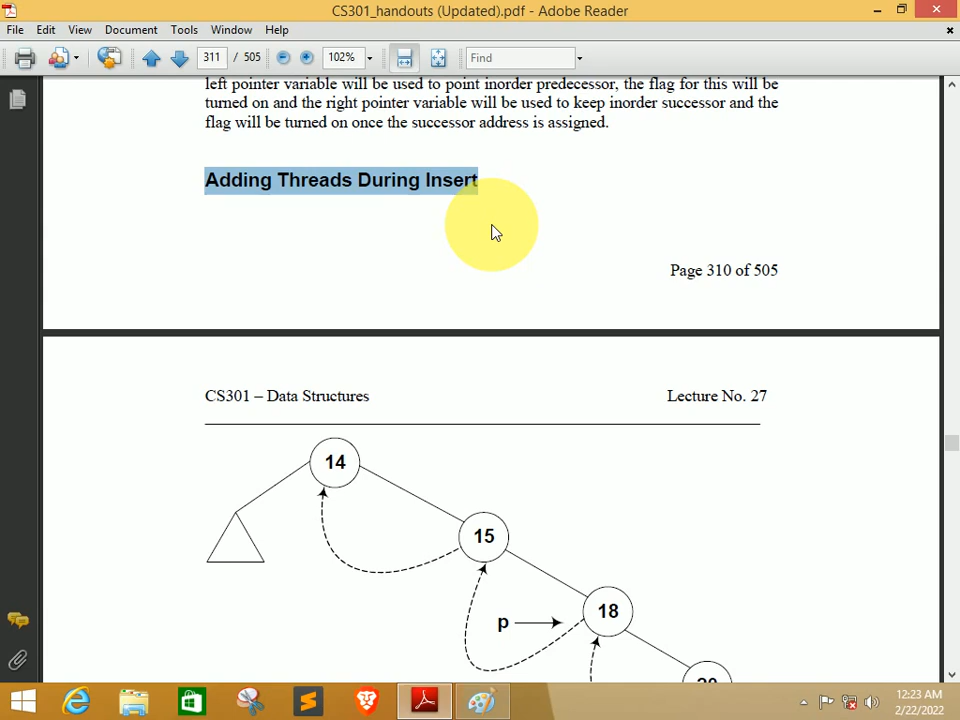 CS301_handouts (Updated).pdf - Adobe Reader
File Edit View Document Tools Window Help
311 / 505 102% Find
left pointer variable will be used to point inorder predecessor, the flag for this will be
turned on and the right pointer variable will be used to keep inorder successor and the
flag will be turned on once the successor address is assigned.
Adding Threads During Insert
Page 310 of 505
CS301 – Data Structures Lecture No. 27
14
15
18
p
20
12:23 AM
2/22/2022